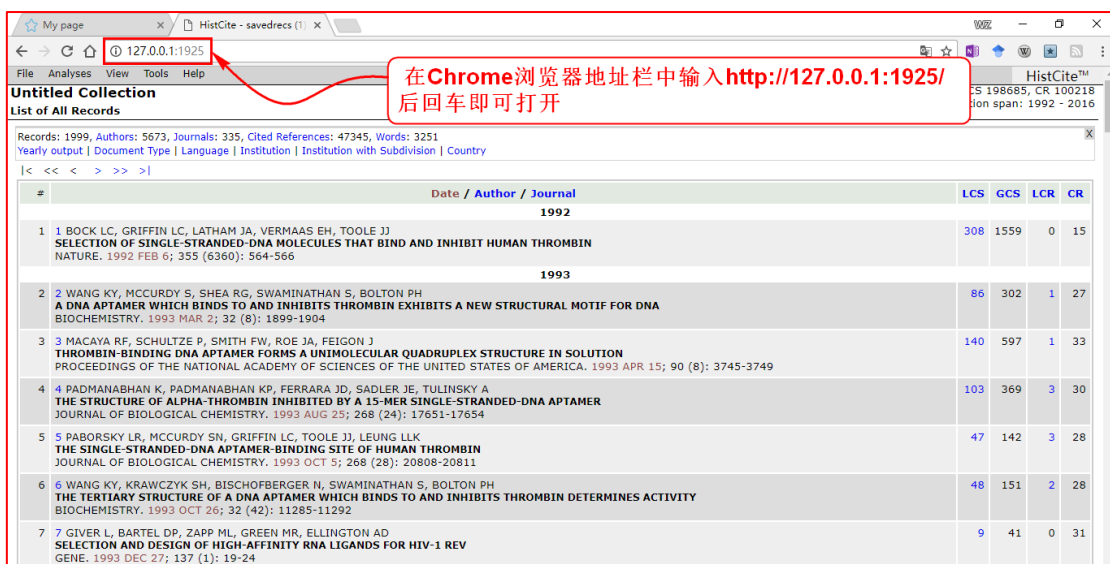 My page
HistCite - savedrecs (1)
WZ
127.0.0.1:1925
File Analyses View Tools Help
HistCite™
在Chrome浏览器地址栏中输入http://127.0.0.1:1925/
后回车即可打开
Untitled Collection
CS 198685, CR 100218
List of All Records
ion span: 1992 - 2016
Records: 1999, Authors: 5673, Journals: 335, Cited References: 47345, Words: 3251
X
Yearly output | Document Type | Language | Institution | Institution with Subdivision | Country
|< << < > >> >|
# Date / Author / Journal LCS GCS LCR CR
1992
1 1 BOCK LC, GRIFFIN LC, LATHAM JA, VERMAAS EH, TOOLE JJ 308 1559 0 15
SELECTION OF SINGLE-STRANDED-DNA MOLECULES THAT BIND AND INHIBIT HUMAN THROMBIN
NATURE. 1992 FEB 6; 355 (6360): 564-566
1993
2 2 WANG KY, MCCURDY S, SHEA RG, SWAMINATHAN S, BOLTON PH 86 302 1 27
A DNA APTAMER WHICH BINDS TO AND INHIBITS THROMBIN EXHIBITS A NEW STRUCTURAL MOTIF FOR DNA
BIOCHEMISTRY. 1993 MAR 2; 32 (8): 1899-1904
3 3 MACAYA RF, SCHULTZE P, SMITH FW, ROE JA, FEIGON J 140 597 1 33
THROMBIN-BINDING DNA APTAMER FORMS A UNIMOLECULAR QUADRUPLEX STRUCTURE IN SOLUTION
PROCEEDINGS OF THE NATIONAL ACADEMY OF SCIENCES OF THE UNITED STATES OF AMERICA. 1993 APR 15; 90 (8): 3745-3749
4 4 PADMANABHAN K, PADMANABHAN KP, FERRARA JD, SADLER JE, TULINSKY A 103 369 3 30
THE STRUCTURE OF ALPHA-THROMBIN INHIBITED BY A 15-MER SINGLE-STRANDED-DNA APTAMER
JOURNAL OF BIOLOGICAL CHEMISTRY. 1993 AUG 25; 268 (24): 17651-17654
5 5 PABORSKY LR, MCCURDY SN, GRIFFIN LC, TOOLE JJ, LEUNG LLK 47 142 3 28
THE SINGLE-STRANDED-DNA APTAMER-BINDING SITE OF HUMAN THROMBIN
JOURNAL OF BIOLOGICAL CHEMISTRY. 1993 OCT 5; 268 (28): 20808-20811
6 6 WANG KY, KRAWCZYK SH, BISCHOFBERGER N, SWAMINATHAN S, BOLTON PH 48 151 2 28
THE TERTIARY STRUCTURE OF A DNA APTAMER WHICH BINDS TO AND INHIBITS THROMBIN DETERMINES ACTIVITY
BIOCHEMISTRY. 1993 OCT 26; 32 (42): 11285-11292
7 7 GIVER L, BARTEL DP, ZAPP ML, GREEN MR, ELLINGTON AD 9 41 0 31
SELECTION AND DESIGN OF HIGH-AFFINITY RNA LIGANDS FOR HIV-1 REV
GENE. 1993 DEC 27; 137 (1): 19-24